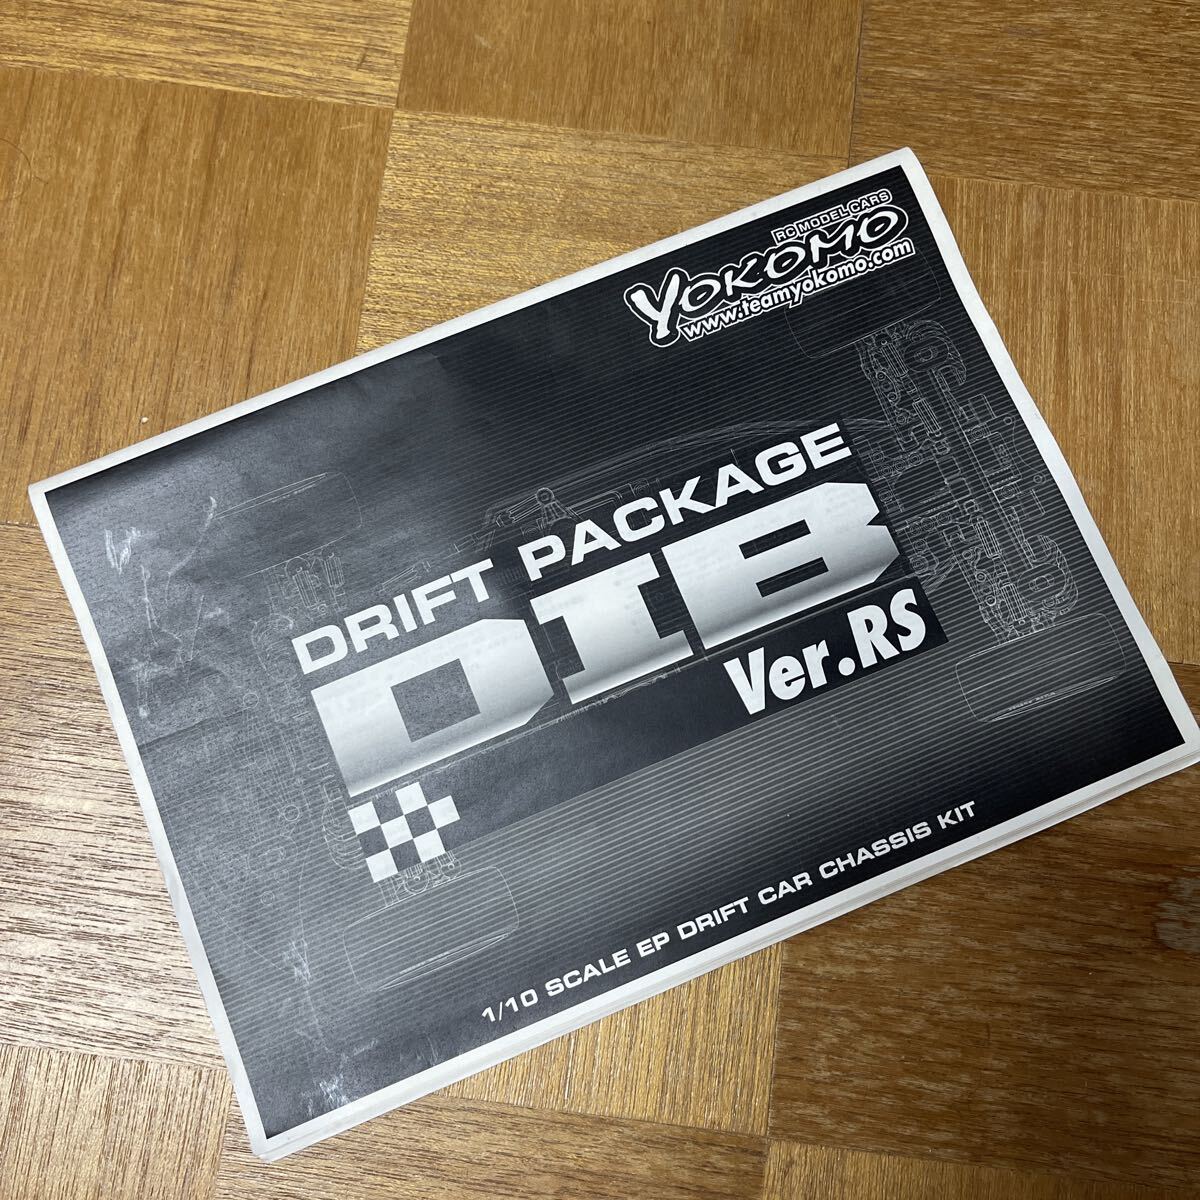 RC MODEL CARS
YOKOMO
www.teamyokomo.com
DRIFT PACKAGE
DIB
Ver.RS
1/10 SCALE EP DRIFT CAR CHASSIS KIT